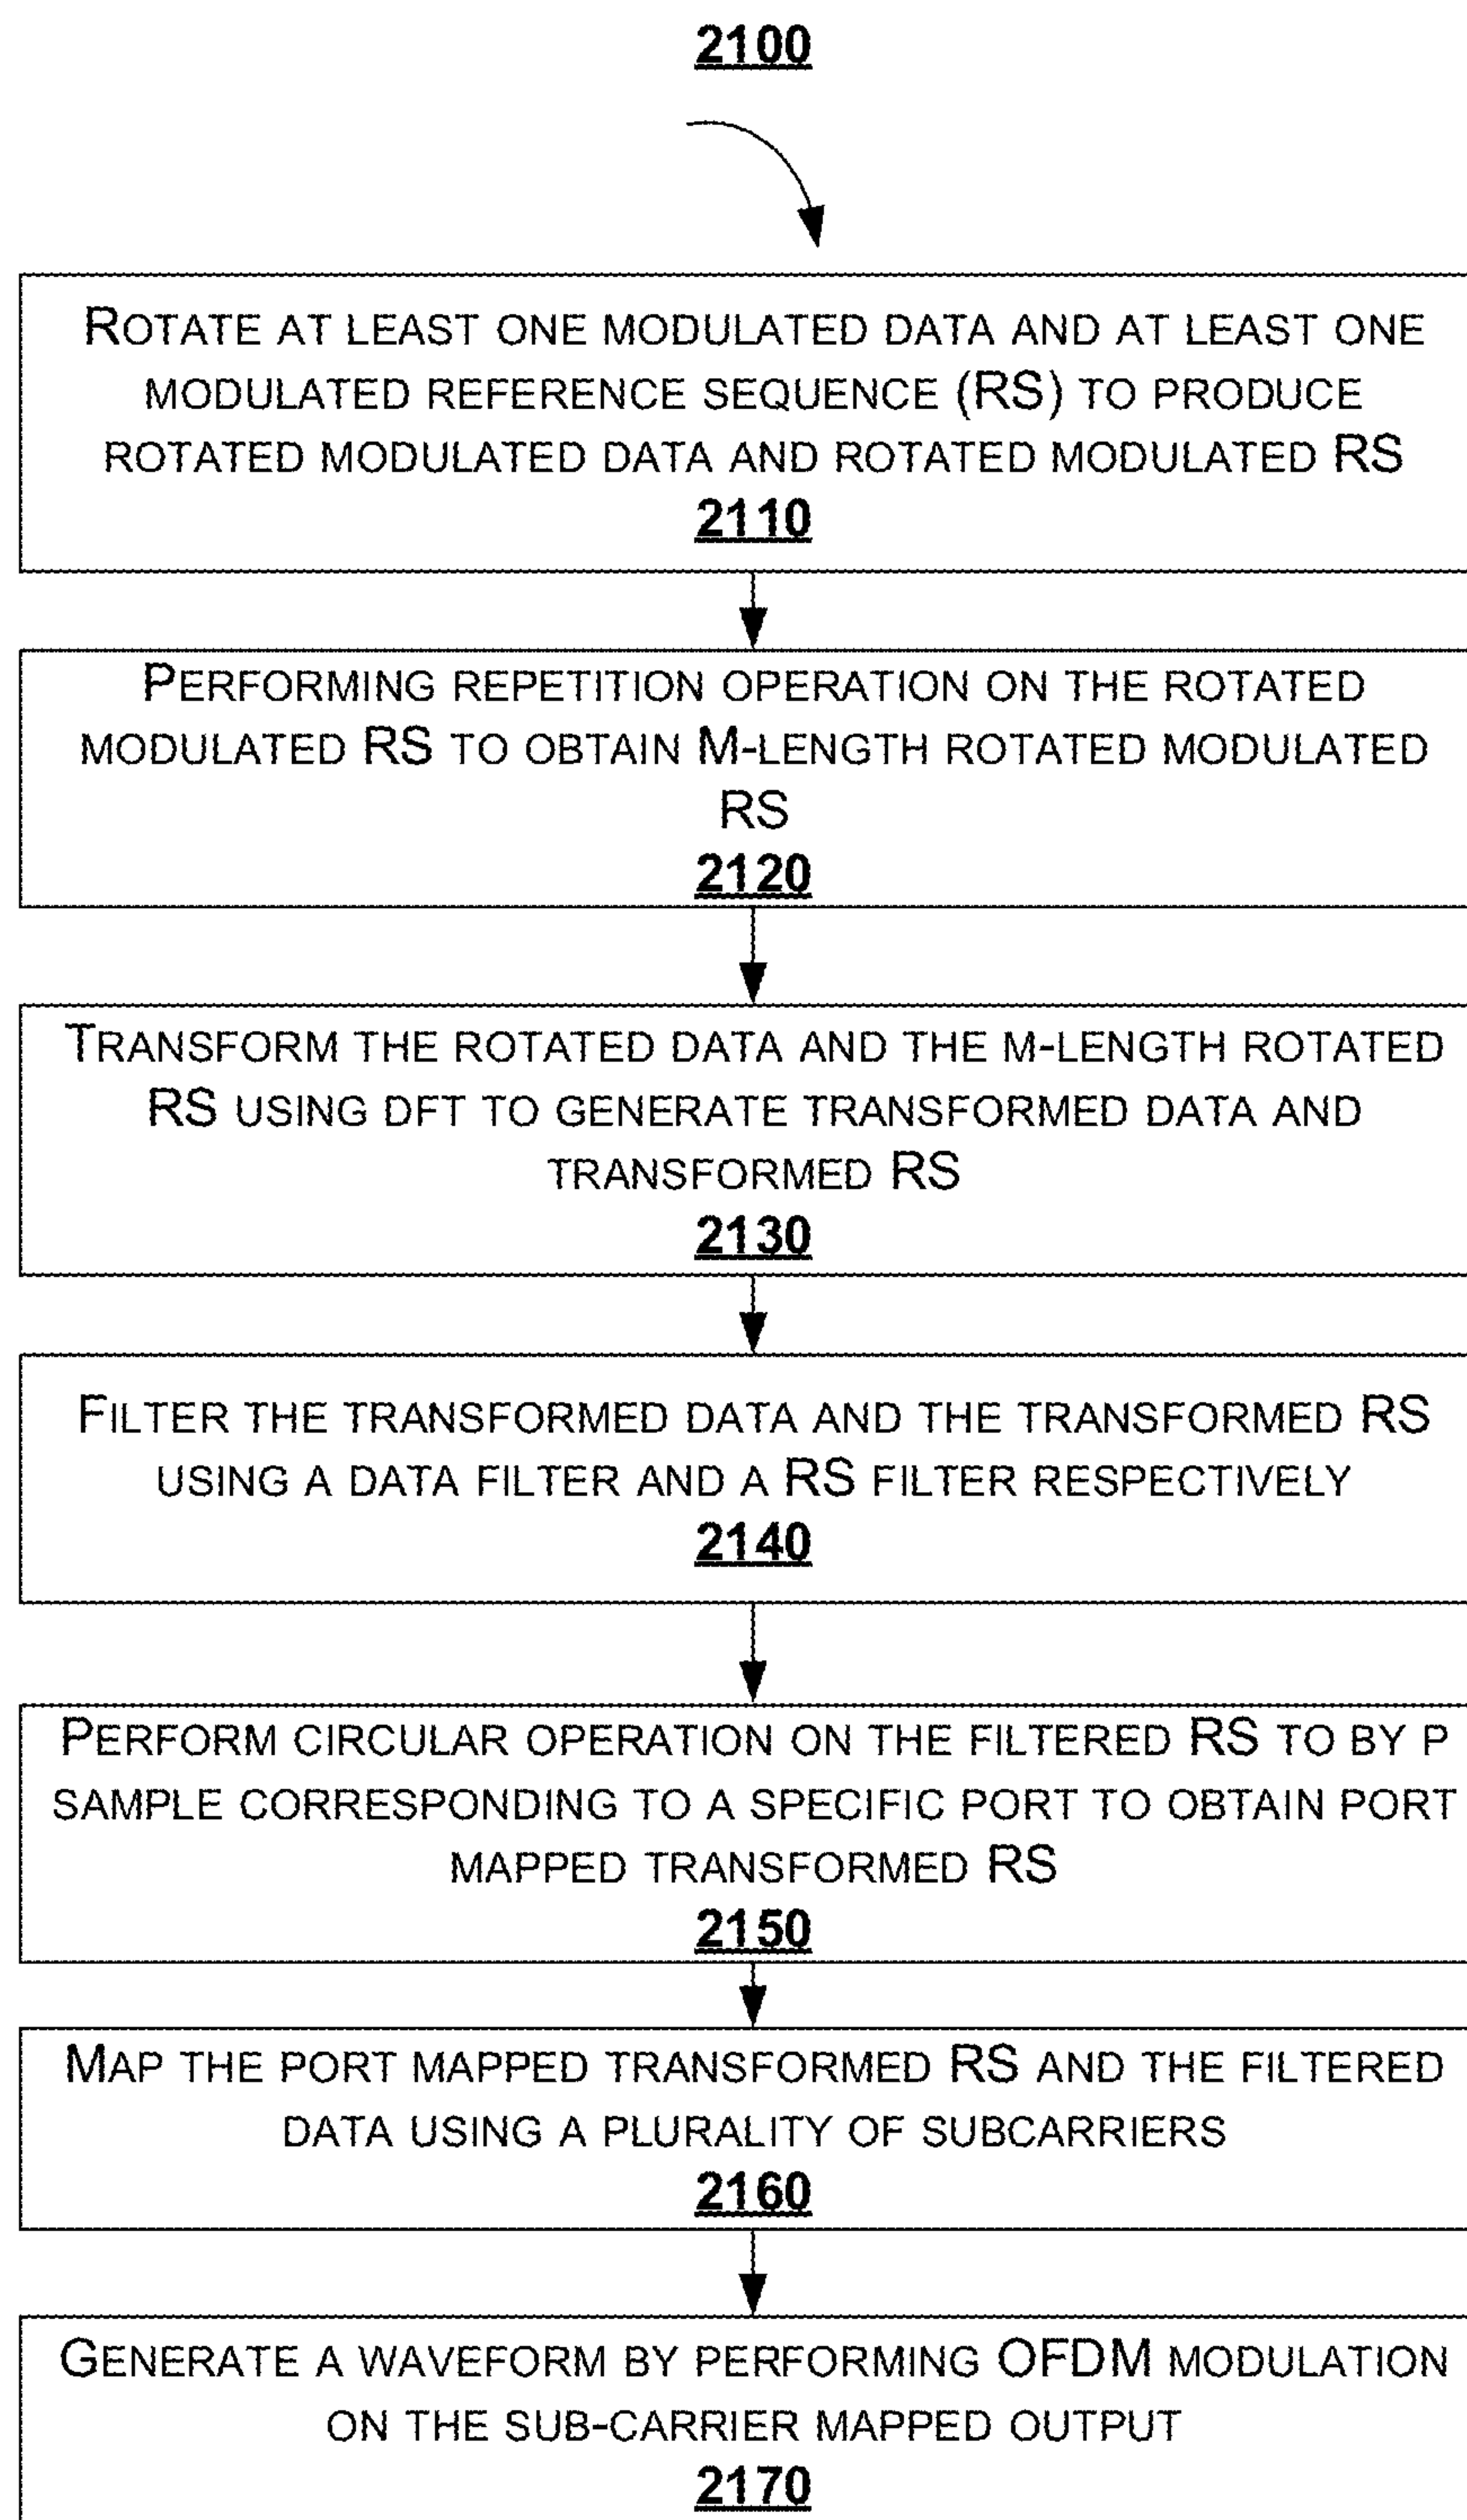 2100
ROTATE AT LEAST ONE MODULATED DATA AND AT LEAST ONE
MODULATED REFERENCE SEQUENCE (RS) TO PRODUCE
ROTATED MODULATED DATA AND ROTATED MODULATED RS
2110
PERFORMING REPETITION OPERATION ON THE ROTATED
MODULATED RS TO OBTAIN M-LENGTH ROTATED MODULATED
RS
2120
TRANSFORM THE ROTATED DATA AND THE M-LENGTH ROTATED
RS USING DFT TO GENERATE TRANSFORMED DATA AND
TRANSFORMED RS
2130
FILTER THE TRANSFORMED DATA AND THE TRANSFORMED RS
USING A DATA FILTER AND A RS FILTER RESPECTIVELY
2140
PERFORM CIRCULAR OPERATION ON THE FILTERED RS TO BY P
SAMPLE CORRESPONDING TO A SPECIFIC PORT TO OBTAIN PORT
MAPPED TRANSFORMED RS
2150
MAP THE PORT MAPPED TRANSFORMED RS AND THE FILTERED
DATA USING A PLURALITY OF SUBCARRIERS
2160
GENERATE A WAVEFORM BY PERFORMING OFDM MODULATION
ON THE SUB-CARRIER MAPPED OUTPUT
2170